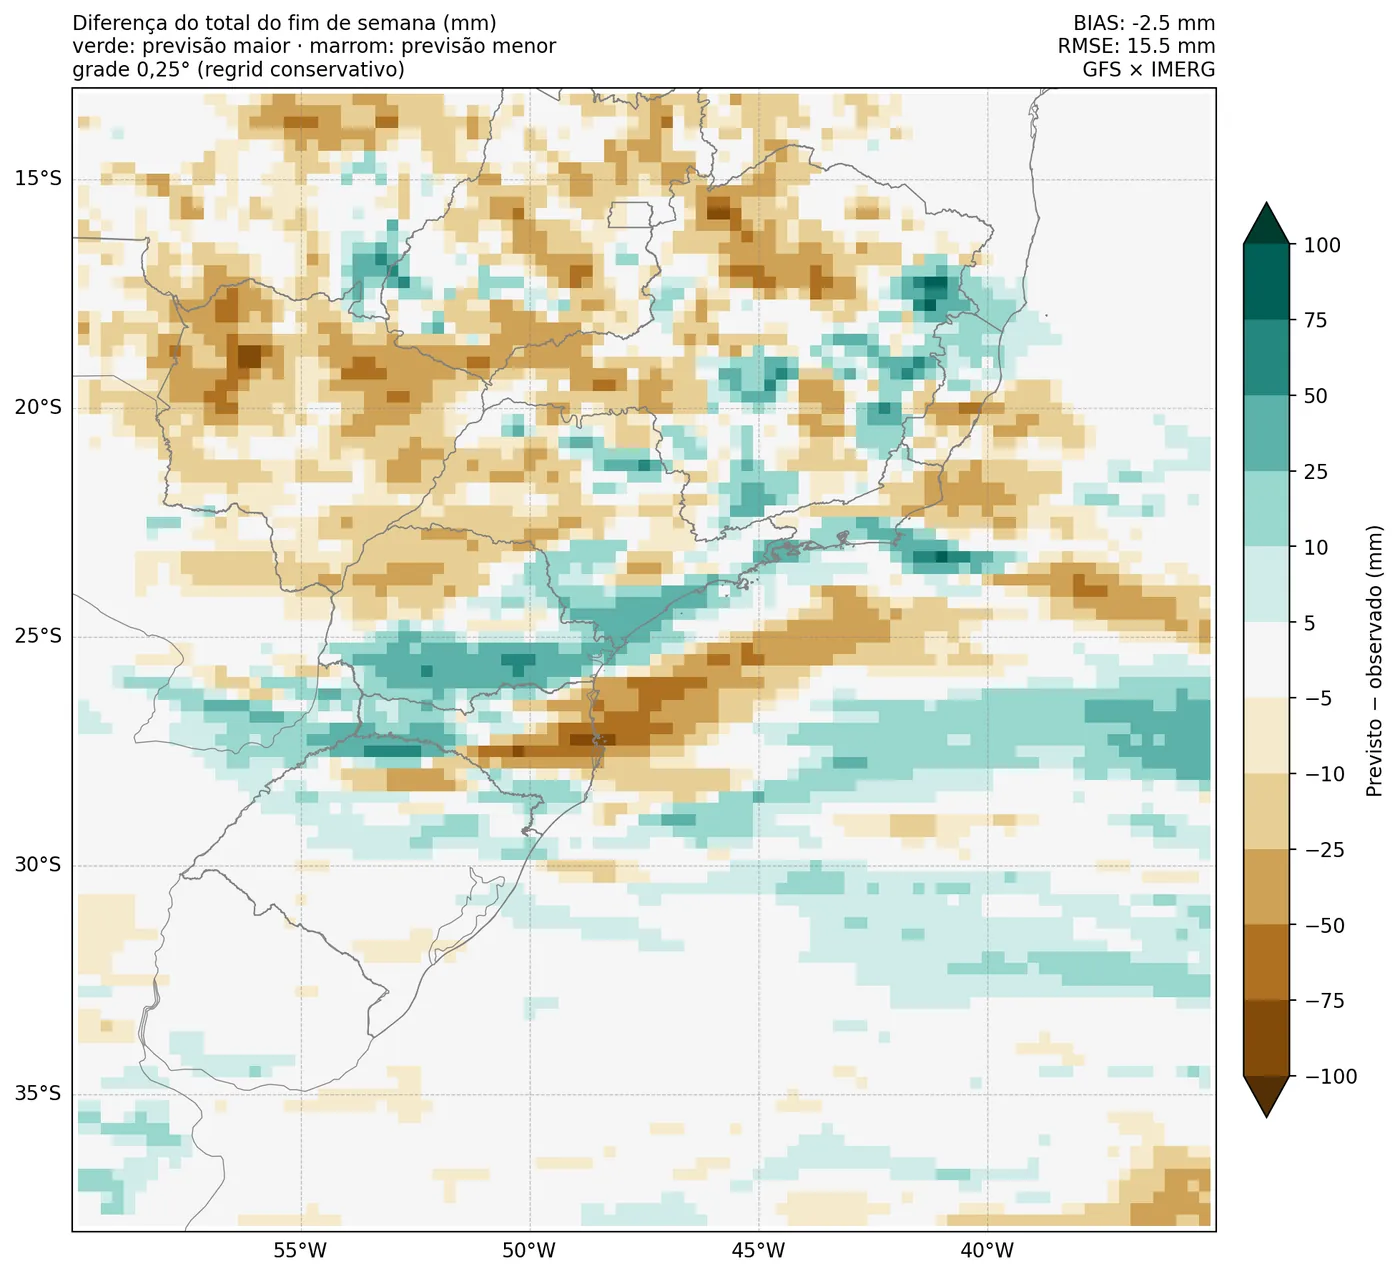 Diferença do total do fim de semana (mm)
verde: previsão maior · marrom: previsão menor
grade 0,25° (regrid conservativo)
BIAS: -2.5 mm
RMSE: 15.5 mm
GFS × IMERG
15°S
20°S
25°S
30°S
35°S
55°W
50°W
45°W
40°W
100
75
50
25
10
5
−5
−10
−25
−50
−75
−100
Previsto − observado (mm)